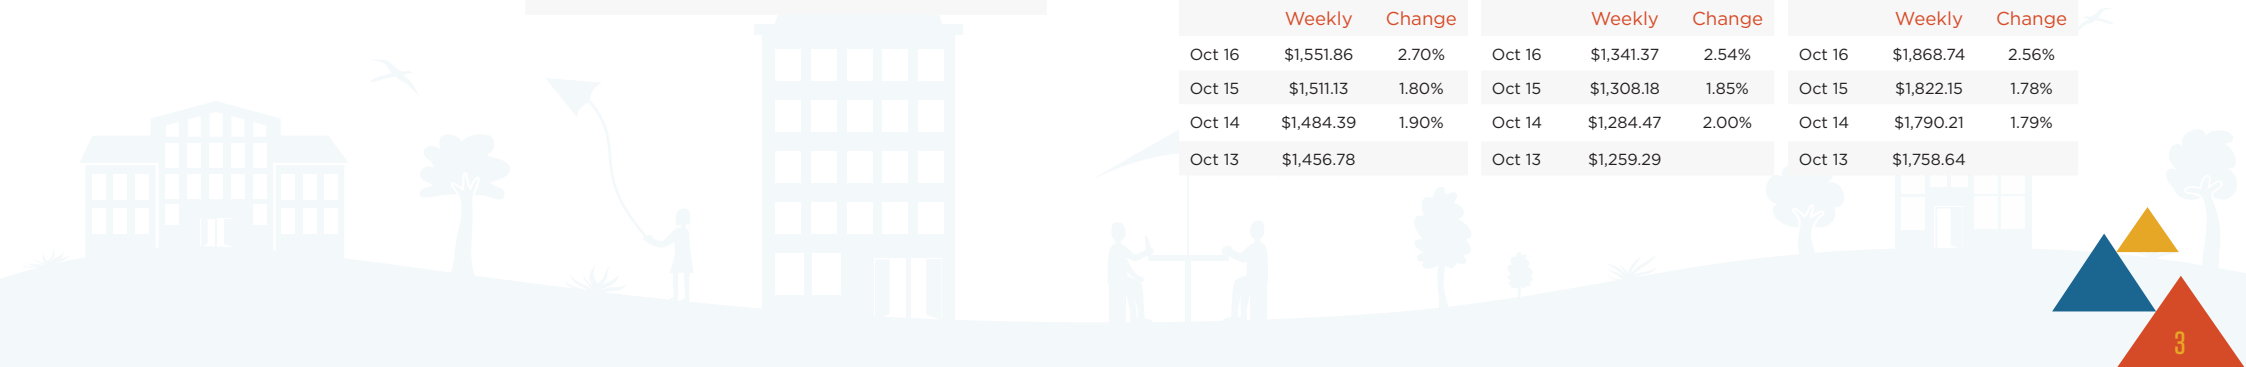 Weekly Change Weekly Change Weekly Change
Oct 16 $1,551.86 2.70% Oct 16 $1,341.37 2.54% Oct 16 $1,868.74 2.56%
Oct 15 $1,511.13 1.80% Oct 15 $1,308.18 1.85% Oct 15 $1,822.15 1.78%
Oct 14 $1,484.39 1.90% Oct 14 $1,284.47 2.00% Oct 14 $1,790.21 1.79%
Oct 13 $1,456.78 Oct 13 $1,259.29 Oct 13 $1,758.64
3